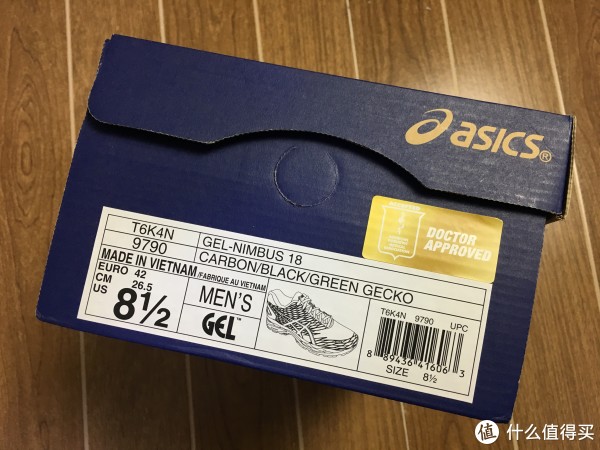 asics®
DOCTOR
APPROVED
T6K4N
GEL-NIMBUS 18
9790
CARBON/BLACK/GREEN GECKO
MADE IN VIETNAM/FABRIQUE AU VIETNAM
EURO 42
CM 26.5
US 8½
MEN'S
GEL™
T6K4N 9790 UPC
8 89436 41606 3
SIZE 8½
值 什么值得买